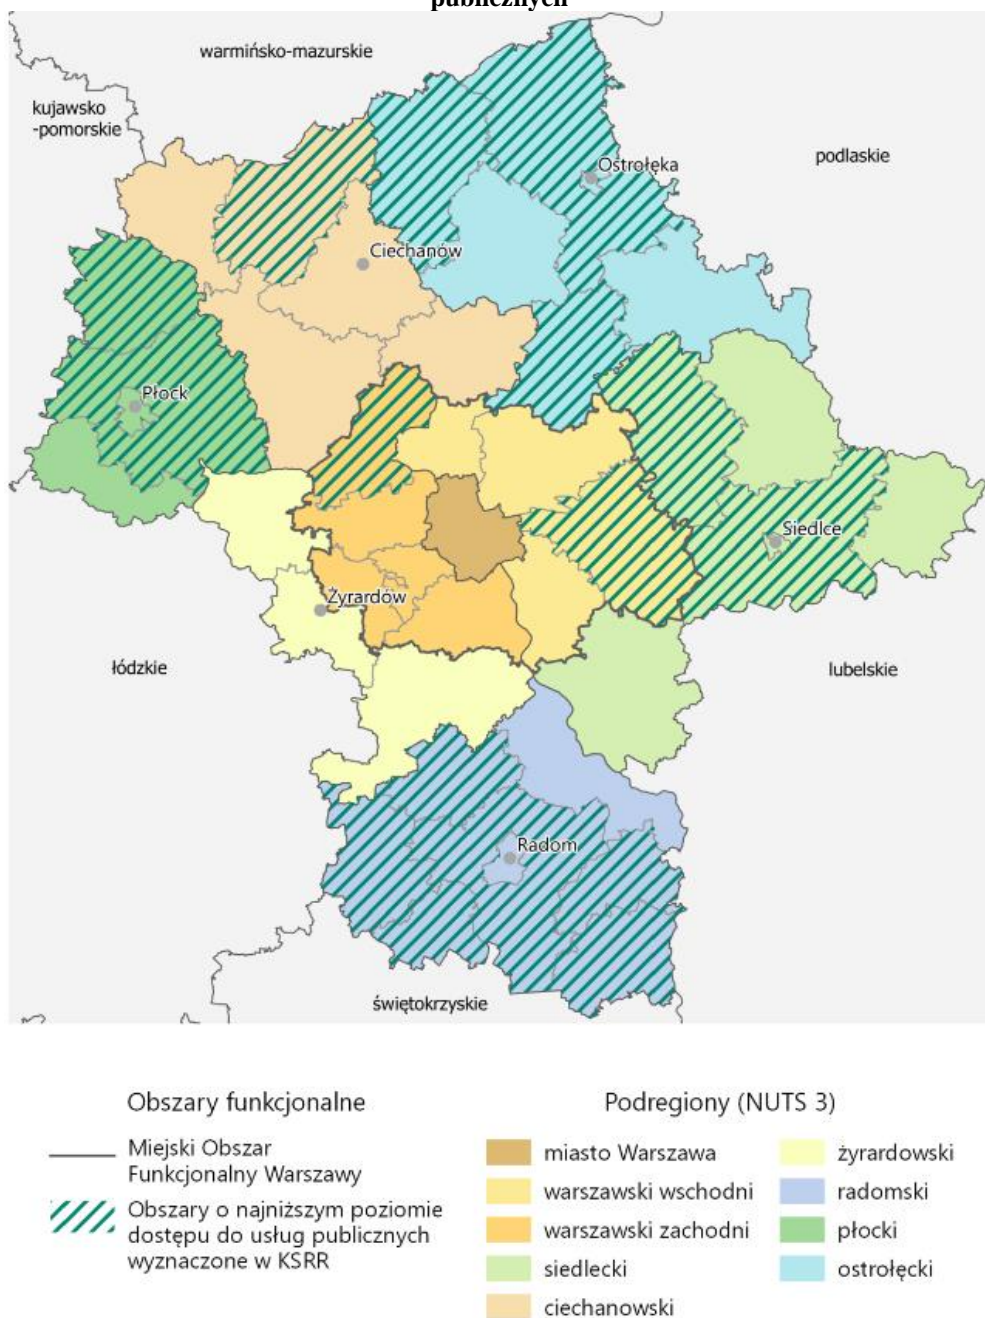 publicznych
warmińsko-mazurskie
kujawsko
-pomorskie
podlaskie
Ostrołęka
Ciechanów
Płock
Siedlce
Żyrardów
łódzkie
lubelskie
Radom
świętokrzyskie
Obszary funkcjonalne
Miejski Obszar
Funkcjonalny Warszawy
Obszary o najniższym poziomie
dostępu do usług publicznych
wyznaczone w KSRR
Podregiony (NUTS 3)
miasto Warszawa
warszawski wschodni
warszawski zachodni
siedlecki
ciechanowski
żyrardowski
radomski
płocki
ostrołęcki